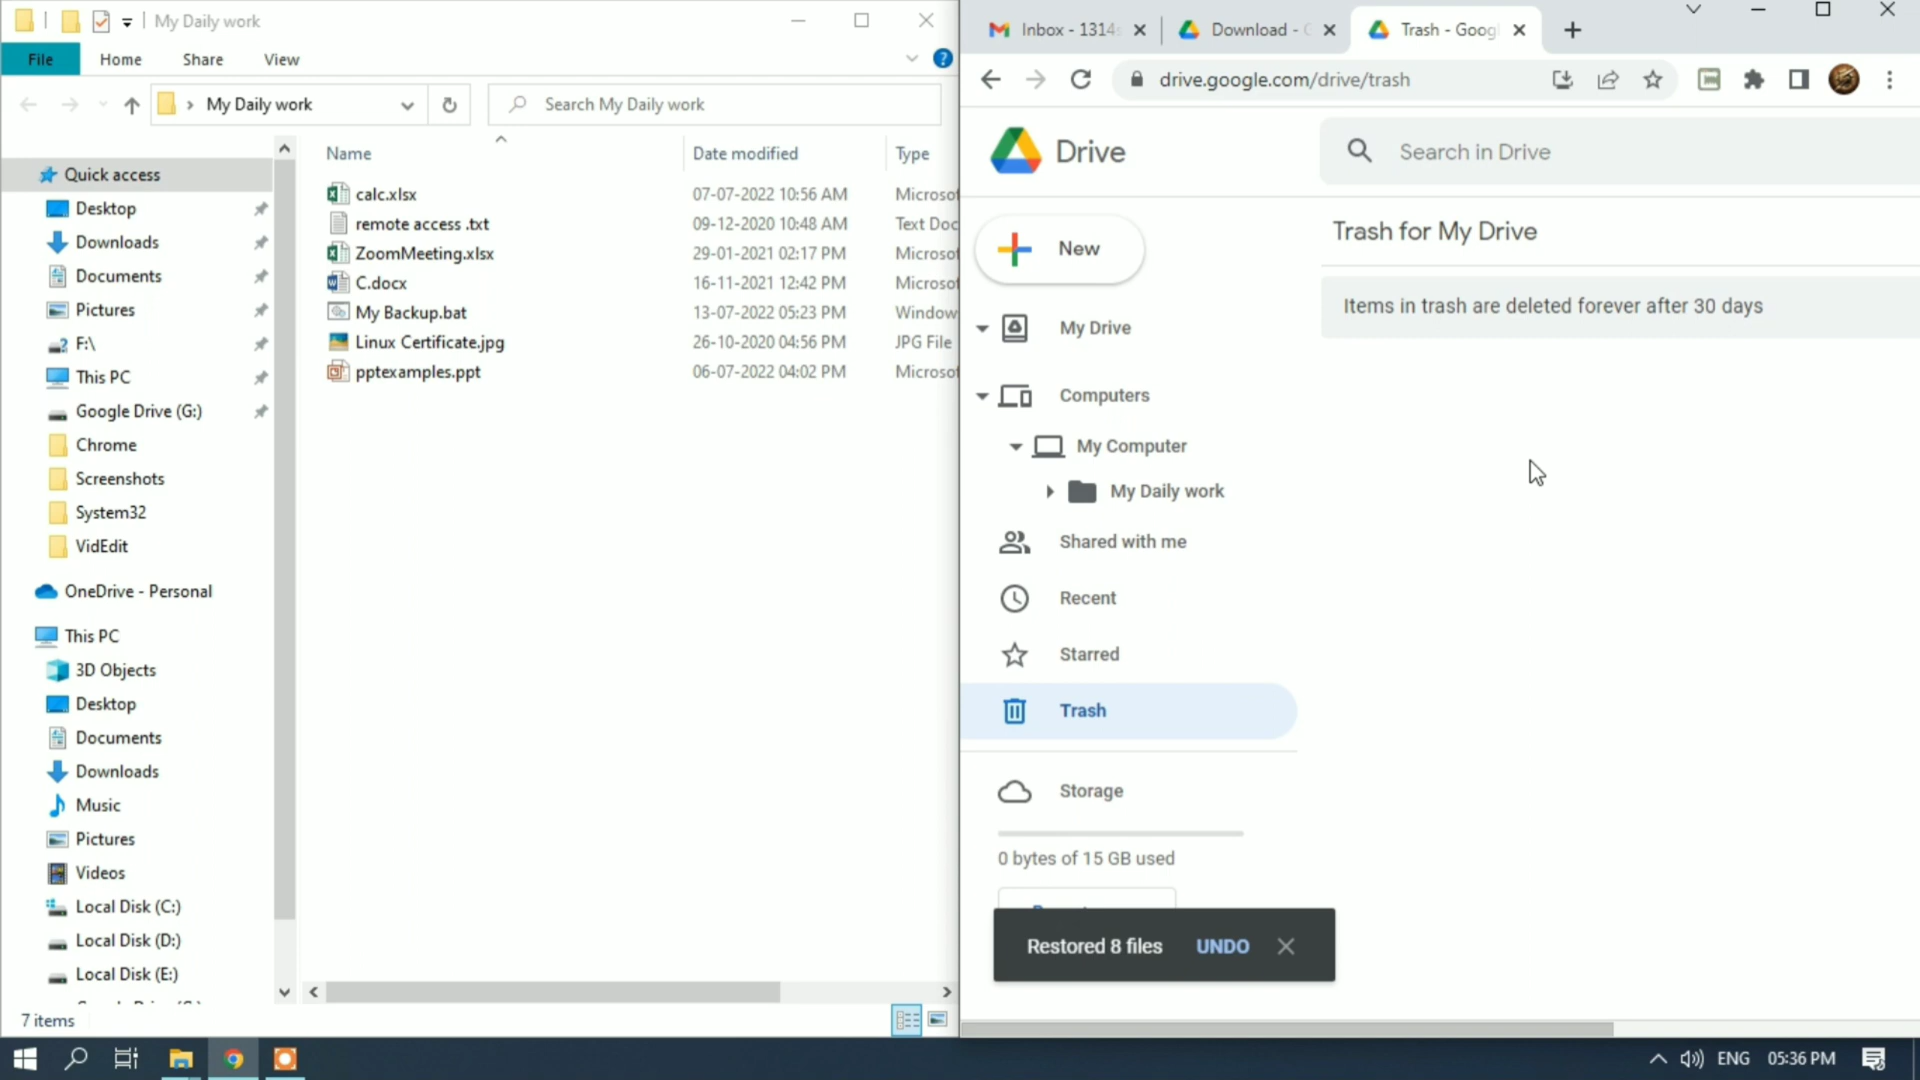 My Daily work
File Home Share View
My Daily work
Search My Daily work
Name Date modified Type
Quick access
Desktop
Downloads
Documents
Pictures
F:\
This PC
Google Drive (G:)
Chrome
Screenshots
System32
VidEdit
OneDrive - Personal
This PC
3D Objects
Desktop
Documents
Downloads
Music
Pictures
Videos
Local Disk (C:)
Local Disk (D:)
Local Disk (E:)
calc.xlsx 07-07-2022 10:56 AM Microsof
remote access .txt 09-12-2020 10:48 AM Text Doc
ZoomMeeting.xlsx 29-01-2021 02:17 PM Microsof
C.docx 16-11-2021 12:42 PM Microsof
My Backup.bat 13-07-2022 05:23 PM Window
Linux Certificate.jpg 26-10-2020 04:56 PM JPG File
pptexamples.ppt 06-07-2022 04:02 PM Microsof
7 items
Inbox - 1314 Download - Trash - Goog
drive.google.com/drive/trash
Drive
Search in Drive
New
My Drive
Computers
My Computer
My Daily work
Shared with me
Recent
Starred
Trash
Storage
0 bytes of 15 GB used
Trash for My Drive
Items in trash are deleted forever after 30 days
Restored 8 files UNDO
ENG 05:36 PM